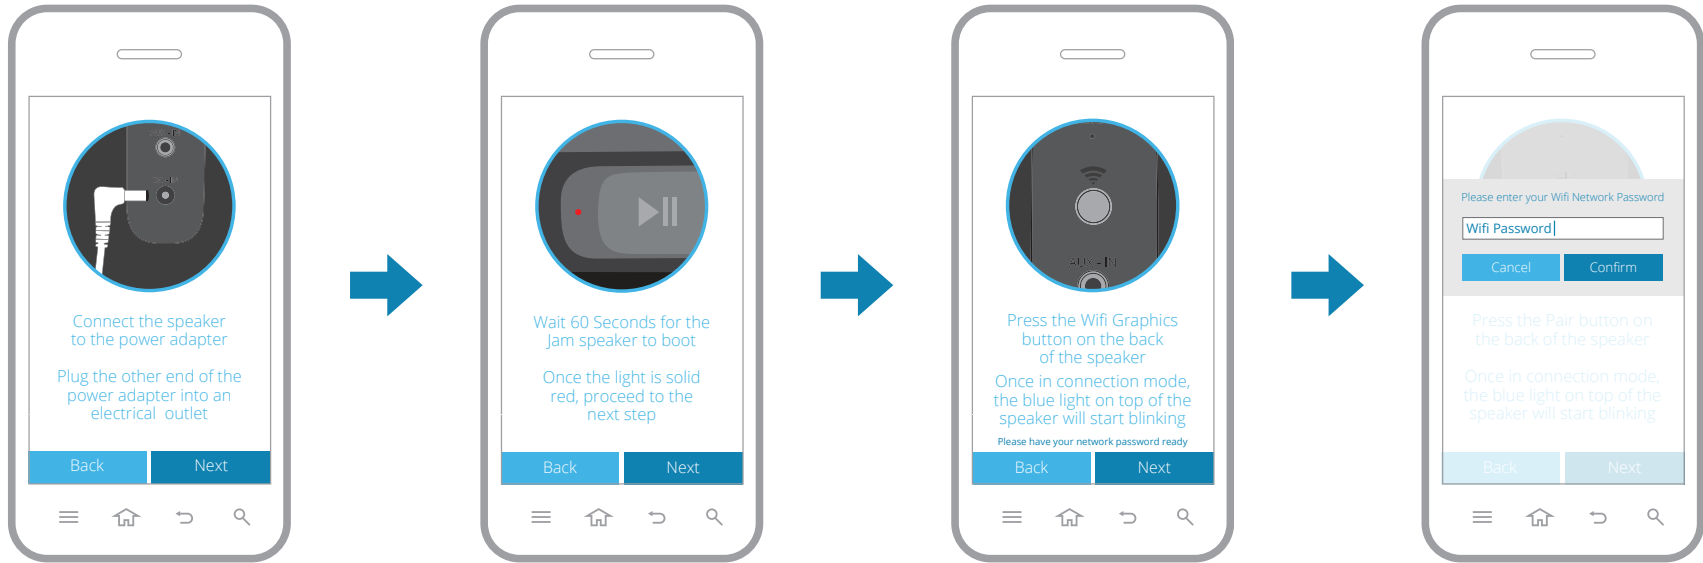 AUX - IN
DC - IN
Connect the speaker
to the power adapter
Plug the other end of the
power adapter into an
electrical outlet
Back
Next
Wait 60 Seconds for the
Jam speaker to boot
Once the light is solid
red, proceed to the
next step
Back
Next
AUX - IN
Press the Wifi Graphics
button on the back
of the speaker
Once in connection mode,
the blue light on top of the
speaker will start blinking
Please have your network password ready
Back
Next
Please enter your Wifi Network Password
Wifi Password
Cancel
Confirm
Press the Pair button on
the back of the speaker
Once in connection mode,
the blue light on top of the
speaker will start blinking
Back
Next